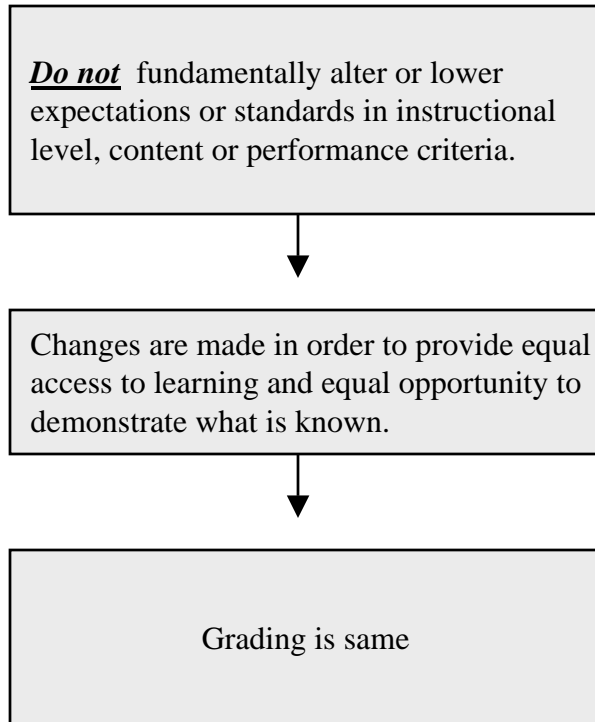 Do not fundamentally alter or lower
expectations or standards in instructional
level, content or performance criteria.
Changes are made in order to provide equal
access to learning and equal opportunity to
demonstrate what is known.
Grading is same